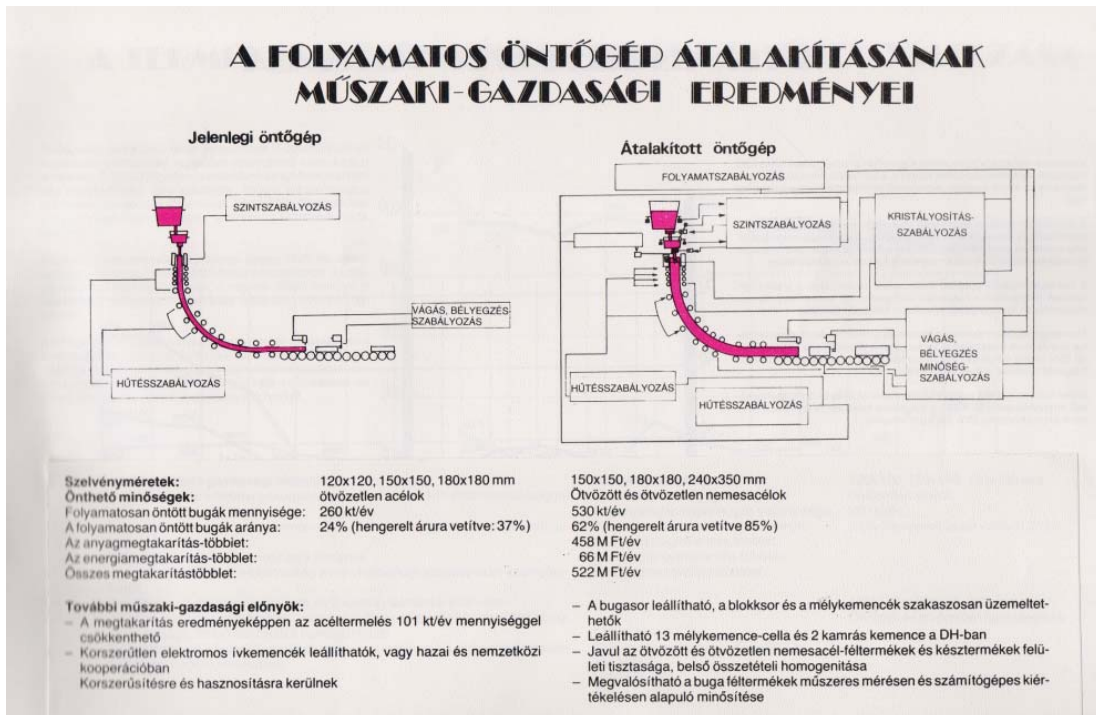 A FOLYAMATOS ÖNTŐGÉP ÁTALAKÍTÁSÁNAK
MŰSZAKI-GAZDASÁGI EREDMÉNYEI
Jelenlegi öntőgép
SZINTSZABÁLYOZÁS
VÁGÁS, BÉLYEGZÉS-
SZABÁLYOZÁS
HŰTÉSSZABÁLYOZÁS
Átalakított öntőgép
FOLYAMATSZABÁLYOZÁS
SZINTSZABÁLYOZÁS
KRISTÁLYOSÍTÁS-
SZABÁLYOZÁS
VÁGÁS,
BÉLYEGZÉS
MINŐSÉG-
SZABÁLYOZÁS
HŰTÉSSZABÁLYOZÁS
HŰTÉSSZABÁLYOZÁS
Szelvényméretek: 120x120, 150x150, 180x180 mm 150x150, 180x180, 240x350 mm
Önthető minőségek: ötvözetlen acélok Ötvözött és ötvözetlen nemesacélok
Folyamatosan öntött bugák mennyisége: 260 kt/év 530 kt/év
A folyamatosan öntött bugák aránya: 24% (hengerelt árura vetítve: 37%) 62% (hengerelt árura vetítve 85%)
Az anyagmegtakarítás-többlet: 458 M Ft/év
Az energiamegtakarítás-többlet: 66 M Ft/év
Összes megtakarítástöbblet: 522 M Ft/év
További műszaki-gazdasági előnyök:
– A megtakarítás eredményeképpen az acéltermelés 101 kt/év mennyiséggel
csökkenthető
– Korszerűtlen elektromos ívkemencék leállíthatók, vagy hazai és nemzetközi
kooperációban
Korszerűsítésre és hasznosításra kerülnek
– A bugasor leállítható, a blokksor és a mélykemencék szakaszosan üzemeltet-
hetők
– Leállítható 13 mélykemence-cella és 2 kamrás kemence a DH-ban
– Javul az ötvözött és ötvözetlen nemesacél-féltermékek és késztermékek felü-
leti tisztasága, belső összetételi homogenitása
– Megvalósítható a buga féltermékek műszeres mérésen és számítógépes kiér-
tékelésen alapuló minősítése